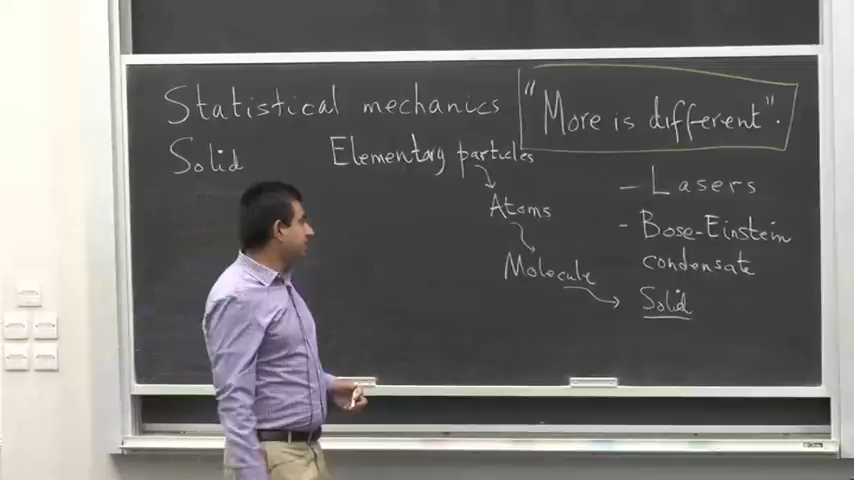 Statistical mechanics
"More is different".
Solid
Elementary particles
Atoms
Molecule
Solid
- Lasers
- Bose-Einstein
condensate